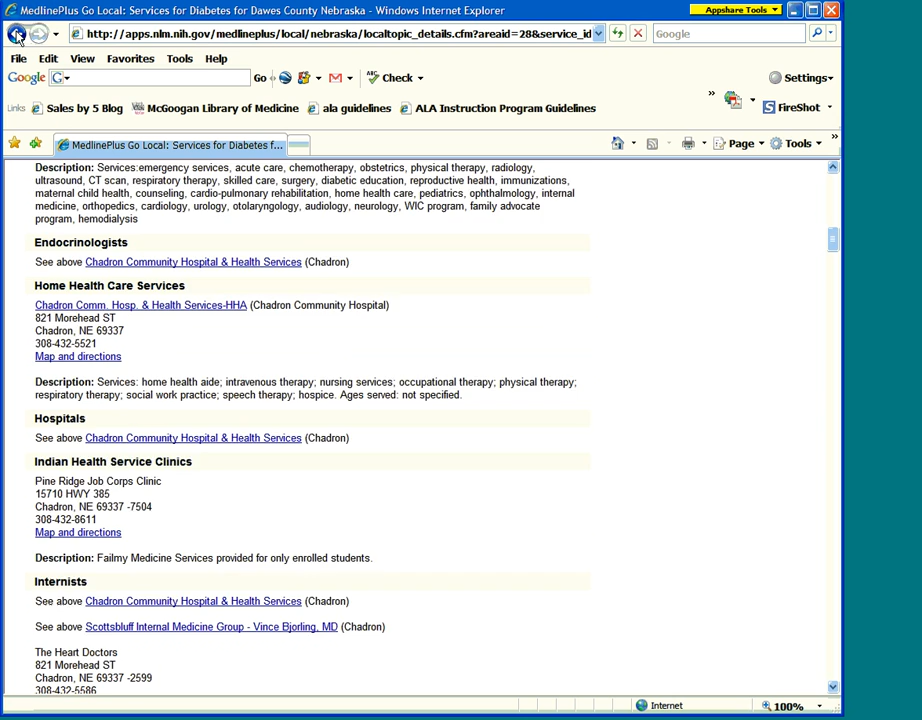 MedlinePlus Go Local: Services for Diabetes for Dawes County Nebraska - Windows Internet Explorer
Appshare Tools
http://apps.nlm.nih.gov/medlineplus/local/nebraska/localtopic_details.cfm?areaid=28&service_id
Google
File Edit View Favorites Tools Help
Google G Go Check Settings
Links Sales by 5 Blog McGoogan Library of Medicine ala guidelines ALA Instruction Program Guidelines » FireShot
MedlinePlus Go Local: Services for Diabetes f... Page Tools »
Description: Services:emergency services, acute care, chemotherapy, obstetrics, physical therapy, radiology,
ultrasound, CT scan, respiratory therapy, skilled care, surgery, diabetic education, reproductive health, immunizations,
maternal child health, counseling, cardio-pulmonary rehabilitation, home health care, pediatrics, ophthalmology, internal
medicine, orthopedics, cardiology, urology, otolaryngology, audiology, neurology, WIC program, family advocate
program, hemodialysis
Endocrinologists
See above Chadron Community Hospital & Health Services (Chadron)
Home Health Care Services
Chadron Comm. Hosp. & Health Services-HHA (Chadron Community Hospital)
821 Morehead ST
Chadron, NE 69337
308-432-5521
Map and directions
Description: Services: home health aide; intravenous therapy; nursing services; occupational therapy; physical therapy;
respiratory therapy; social work practice; speech therapy; hospice. Ages served: not specified.
Hospitals
See above Chadron Community Hospital & Health Services (Chadron)
Indian Health Service Clinics
Pine Ridge Job Corps Clinic
15710 HWY 385
Chadron, NE 69337 -7504
308-432-8611
Map and directions
Description: Failmy Medicine Services provided for only enrolled students.
Internists
See above Chadron Community Hospital & Health Services (Chadron)
See above Scottsbluff Internal Medicine Group - Vince Bjorling, MD (Chadron)
The Heart Doctors
821 Morehead ST
Chadron, NE 69337 -2599
308-432-5586
Internet 100%